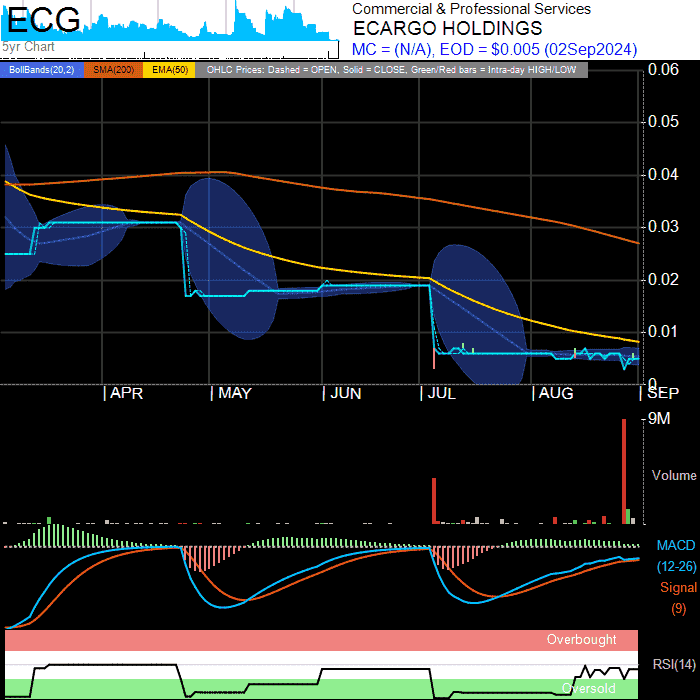 ECG
5yr Chart
Commercial & Professional Services
ECARGO HOLDINGS
MC = (N/A), EOD = $0.005 (02Sep2024)
BollBands(20,2) SMA(200) EMA(50) OHLC Prices: Dashed = OPEN, Solid = CLOSE, Green/Red bars = Intra-day HIGH/LOW
0.06
0.05
0.04
0.03
0.02
0.01
0
APR MAY JUN JUL AUG SEP
9M
Volume
MACD
(12-26)
Signal
(9)
Overbought
RSI(14)
Oversold